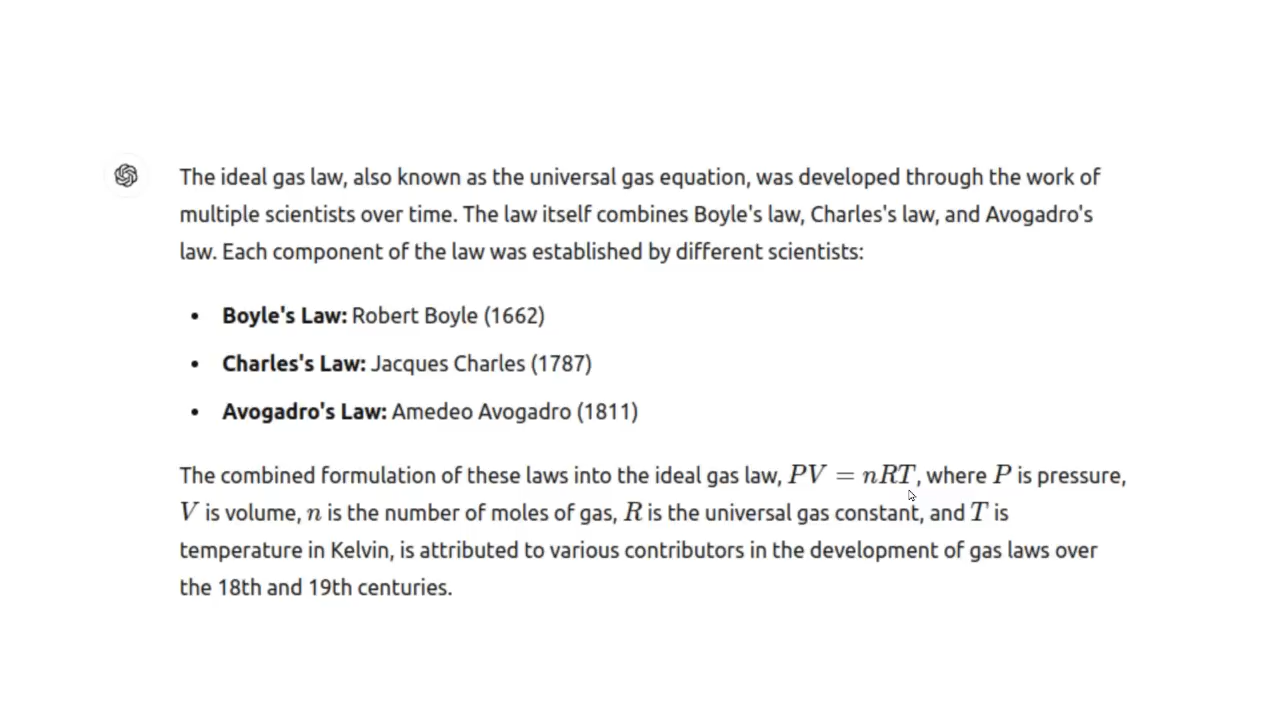 The ideal gas law, also known as the universal gas equation, was developed through the work of
multiple scientists over time. The law itself combines Boyle's law, Charles's law, and Avogadro's
law. Each component of the law was established by different scientists:
• Boyle's Law: Robert Boyle (1662)
• Charles's Law: Jacques Charles (1787)
• Avogadro's Law: Amedeo Avogadro (1811)
The combined formulation of these laws into the ideal gas law, PV = nRT, where P is pressure,
V is volume, n is the number of moles of gas, R is the universal gas constant, and T is
temperature in Kelvin, is attributed to various contributors in the development of gas laws over
the 18th and 19th centuries.